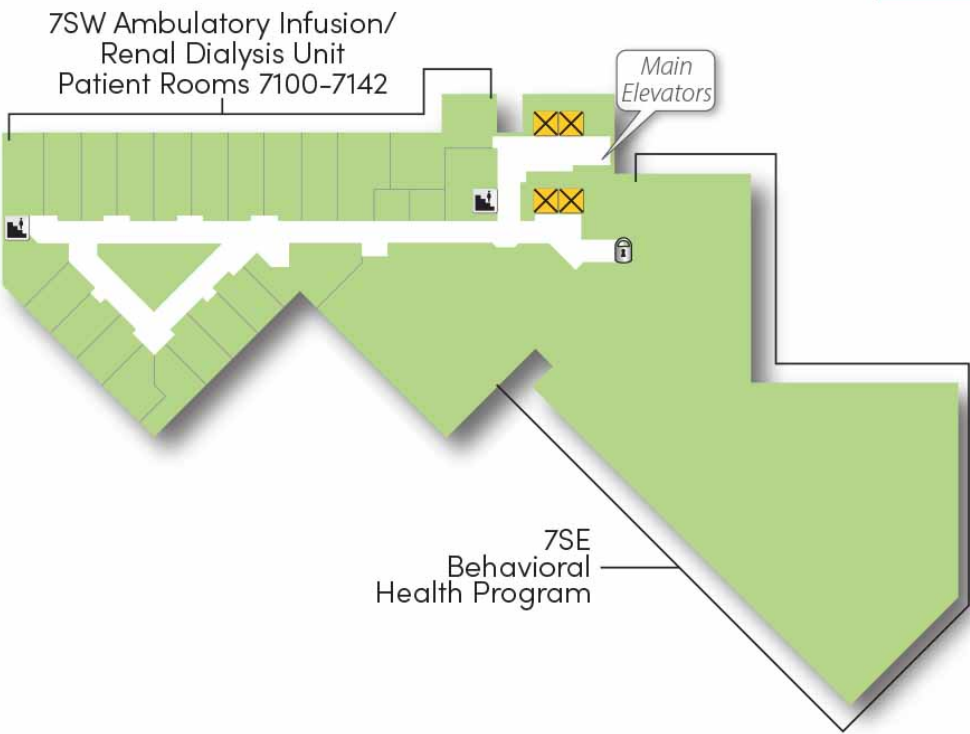 7SW Ambulatory Infusion/
Renal Dialysis Unit
Patient Rooms 7100-7142
Main
Elevators
7SE
Behavioral
Health Program